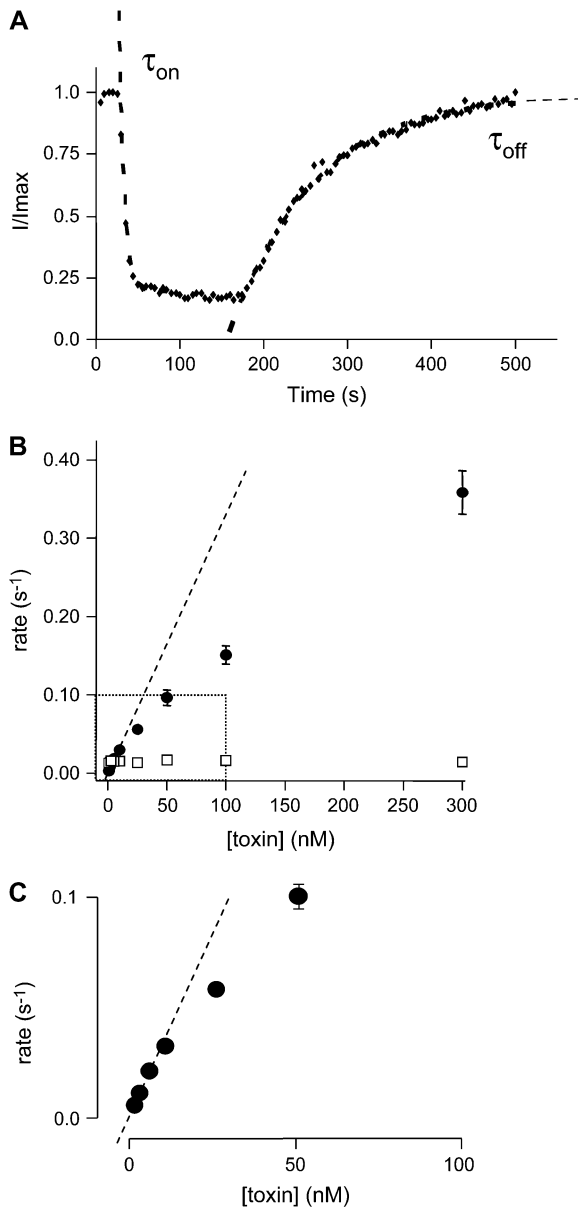 A
τon
1.0
0.75
0.5
0.25
0.0
I/Imax
τoff
0 100 200 300 400 500
Time (s)
B
0.40
0.30
0.20
0.10
0.00
rate (s-1)
0 50 100 150 200 250 300
[toxin] (nM)
C
0.1
0.0
rate (s-1)
0 50 100
[toxin] (nM)